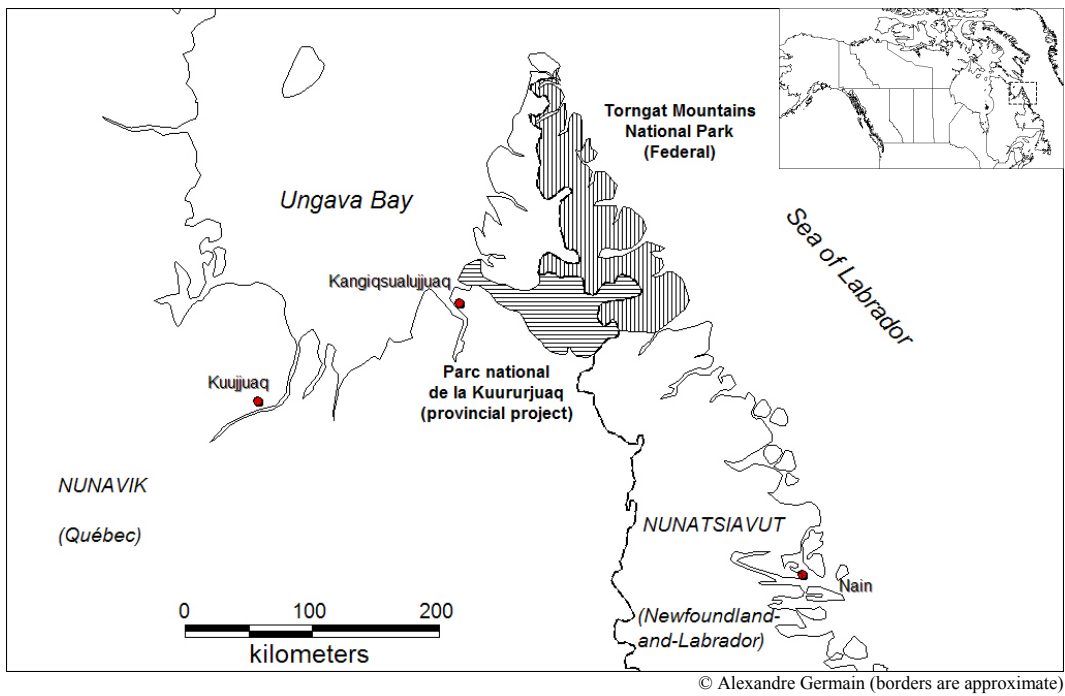 Torngat Mountains
National Park
(Federal)
Ungava Bay
Sea of Labrador
Kangiqsualujjuaq
Parc national
de la Kuururjuaq
(provincial project)
Kuujjuaq
NUNAVIK
(Québec)
NUNATSIAVUT
Nain
(Newfoundland-
and-Labrador)
0 100 200
kilometers
© Alexandre Germain (borders are approximate)